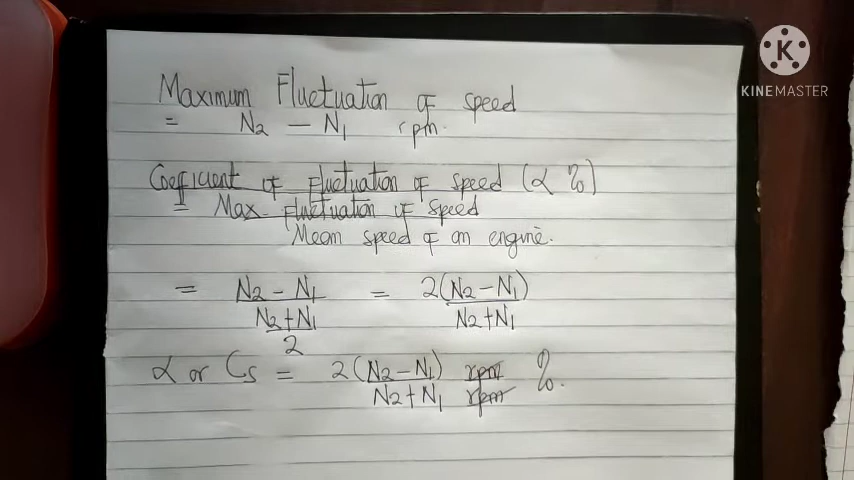 Maximum Fluctuation of speed
= N2 - N1 rpm.
Coefficient of Fluctuation of speed (α %)
= Max. fluctuation of speed
Mean speed of an engine.
= N2 - N1 = 2(N2 - N1)
N2 + N1 N2 + N1
2
α or Cs = 2(N2 - N1) rpm %.
N2 + N1 rpm
K
KINEMASTER